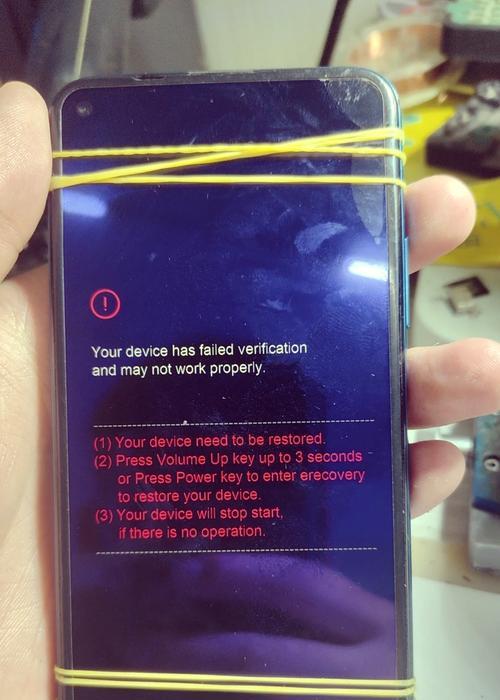 Your device has failed verification
and may not work properly.
(1) Your device need to be restored.
(2) Press Volume Up key up to 3 seconds
or Press Power key to enter erecovery
to restore your device.
(3) Your device will stop start,
if there is no operation.